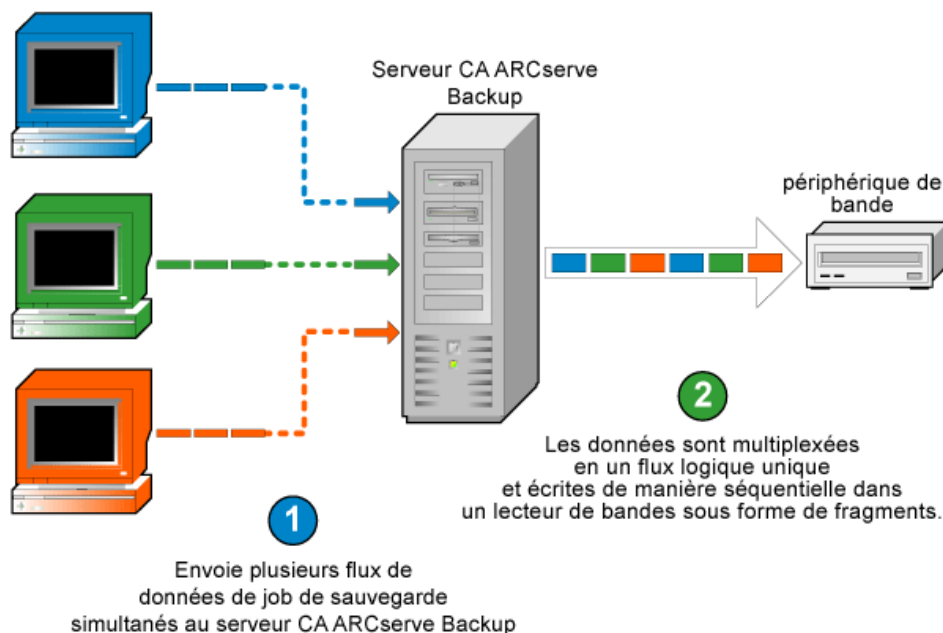 Serveur CA ARCserve
Backup
périphérique de
bande
1
Envoie plusieurs flux de
données de job de sauvegarde
simultanés au serveur CA ARCserve Backup
2
Les données sont multiplexées
en un flux logique unique
et écrites de manière séquentielle dans
un lecteur de bandes sous forme de fragments.